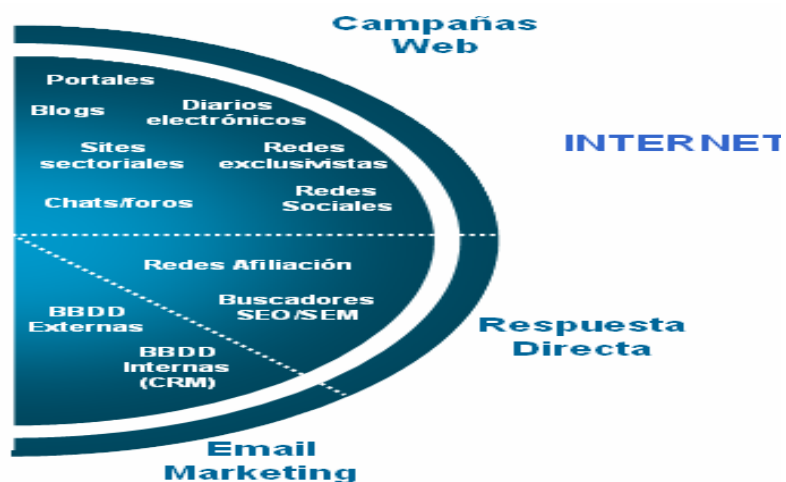 Campañas
Web
Portales
Blogs
Diarios
electrónicos
INTERNET
Sites
sectoriales
Redes
exclusivistas
Chats/foros
Redes
Sociales
Redes Afiliación
Buscadores
SEO/SEM
BBDD
Externas
Respuesta
Directa
BBDD
Internas
(CRM)
Email
Marketing